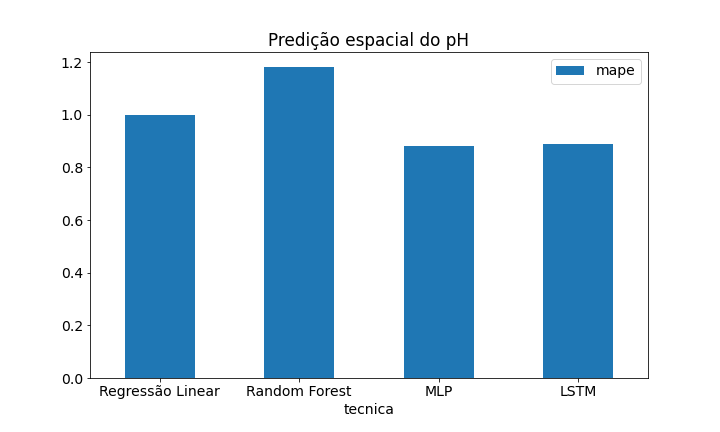 Predição espacial do pH
mape
1.2
1.0
0.8
0.6
0.4
0.2
0.0
Regressão Linear
Random Forest
MLP
LSTM
tecnica